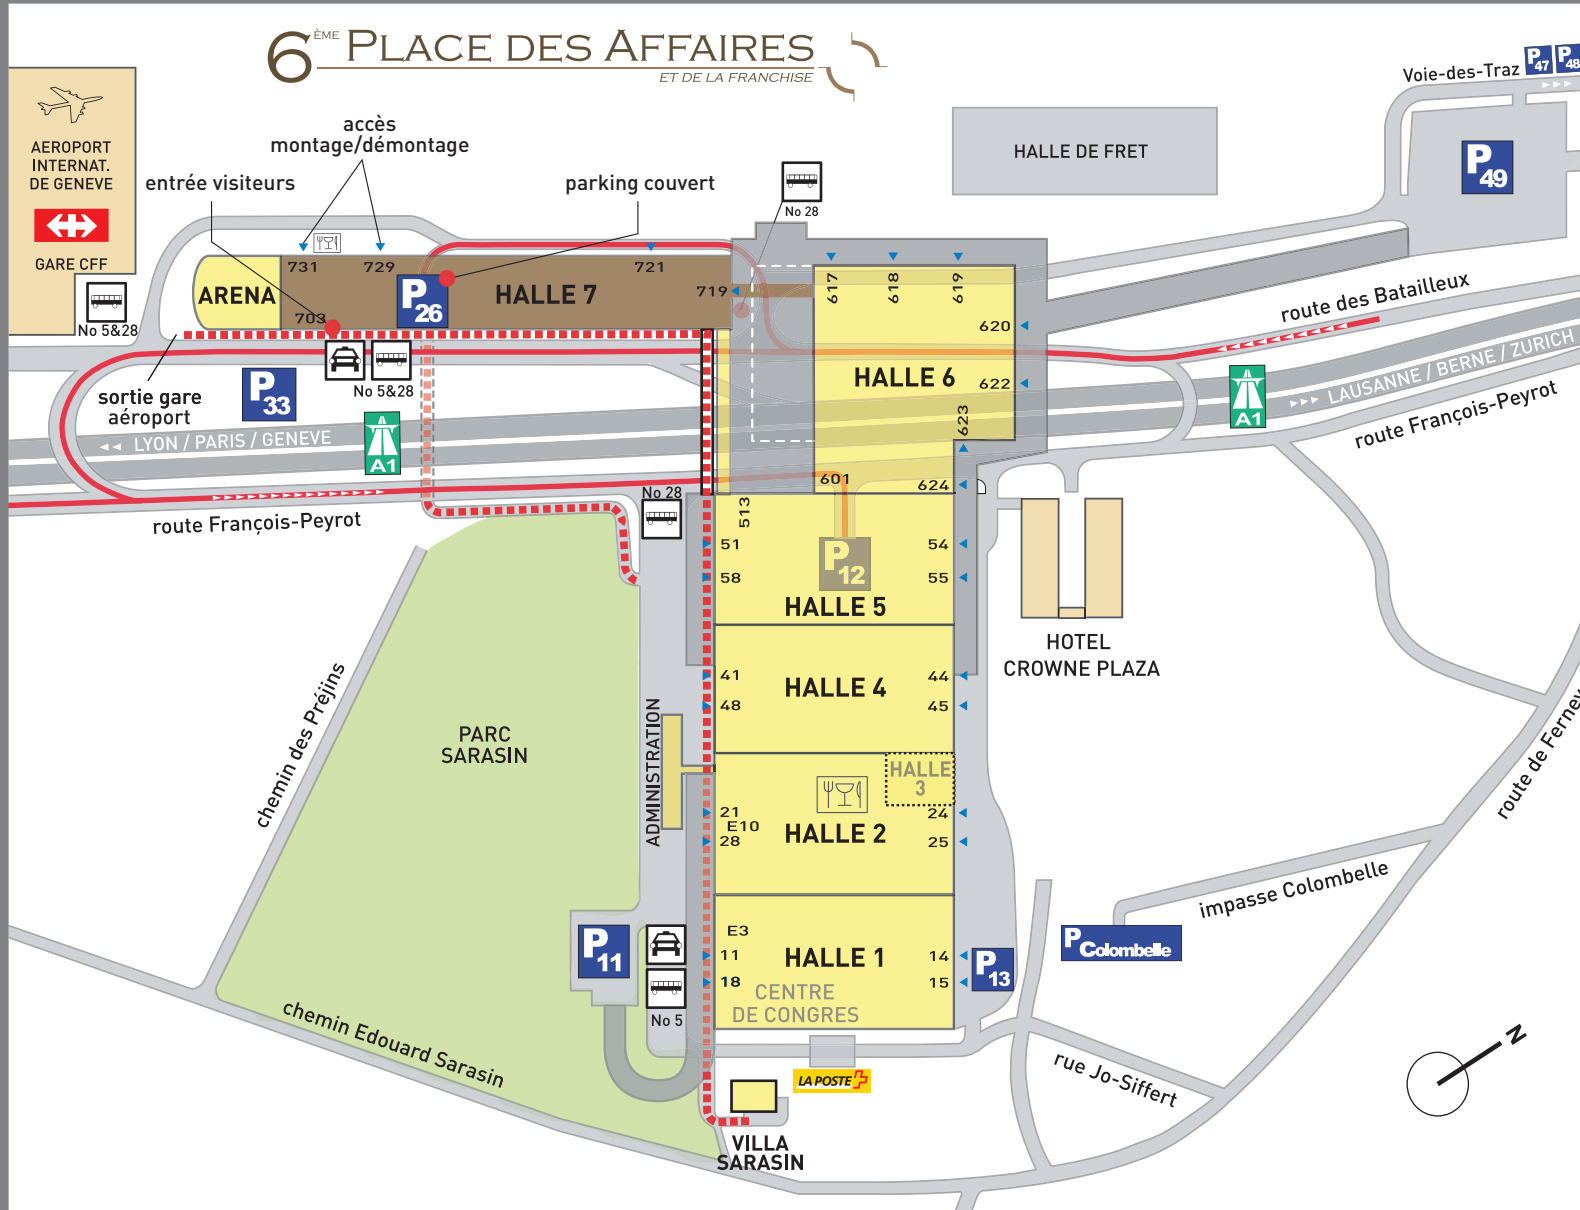 6ÈME PLACE DES AFFAIRES
ET DE LA FRANCHISE
Voie-des-Traz
P47
P48
AEROPORT
INTERNAT.
DE GENEVE
GARE CFF
No 5&28
accès
montage/démontage
entrée visiteurs
parking couvert
No 28
HALLE DE FRET
P49
731
729
721
719
ARENA
703
P26
HALLE 7
617
618
619
620
622
623
HALLE 6
601
624
route des Batailleux
LAUSANNE / BERNE / ZURICH
A1
route François-Peyrot
sortie gare
aéroport
P33
No 5&28
LYON / PARIS / GENEVE
A1
route François-Peyrot
No 28
513
51
58
54
55
P12
HALLE 5
HOTEL
CROWNE PLAZA
41
48
44
45
HALLE 4
chemin des Préjins
PARC
SARASIN
ADMINISTRATION
HALLE
3
21
E10
28
24
25
HALLE 2
route de Ferney
impasse Colombelle
P Colombelle
P11
E3
11
18
14
15
HALLE 1
CENTRE
DE CONGRES
P13
No 5
chemin Edouard Sarasin
LA POSTE
rue Jo-Siffert
VILLA
SARASIN
N